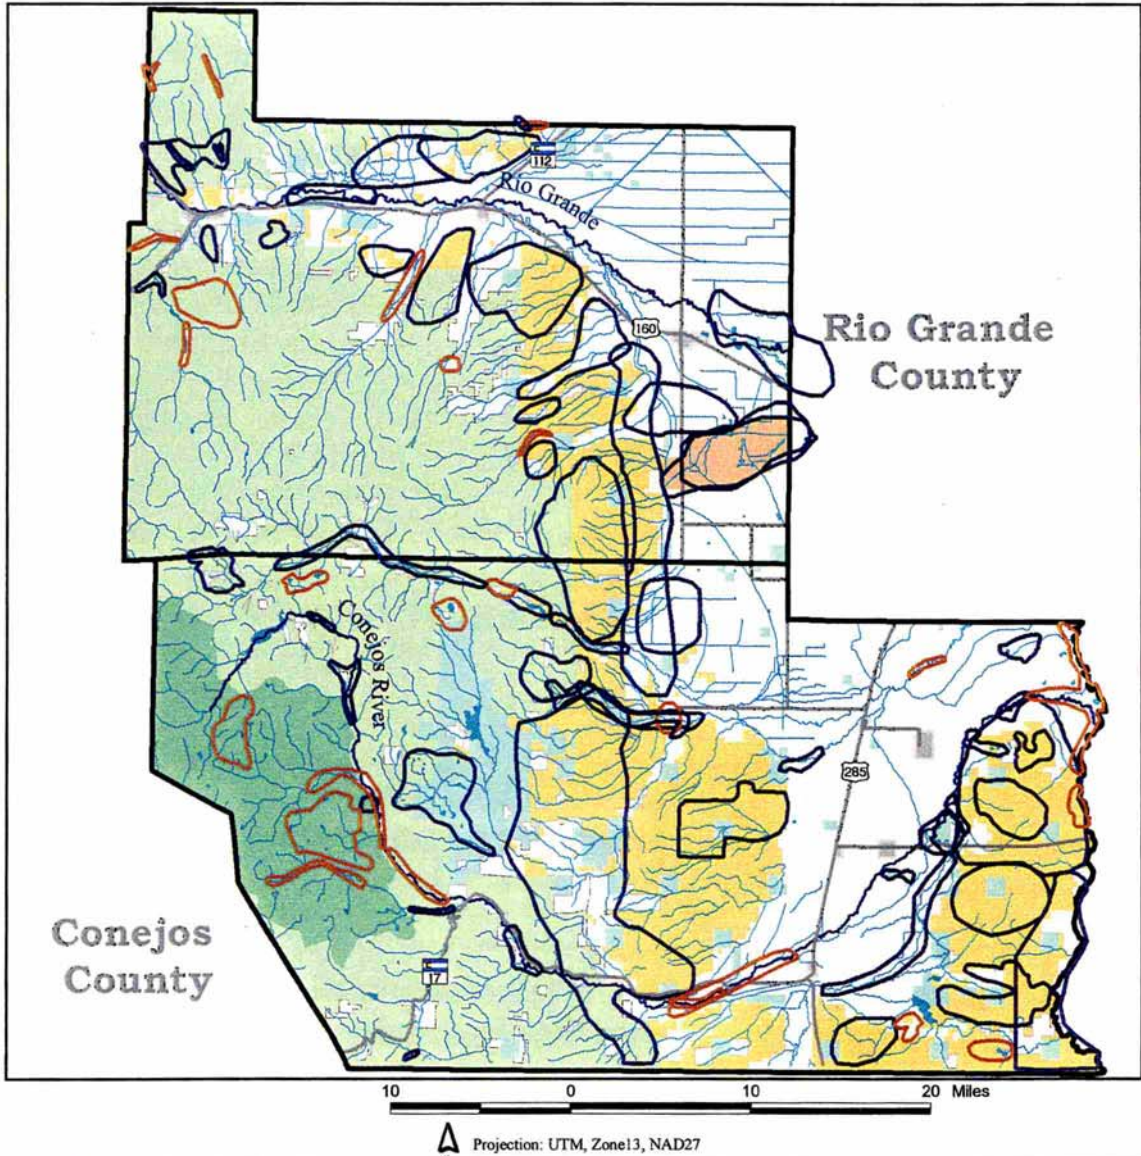 112
Rio Grande
160
Rio Grande
County
Conejos River
285
Conejos
County
17
10 0 10 20 Miles
Projection: UTM, Zone13, NAD27